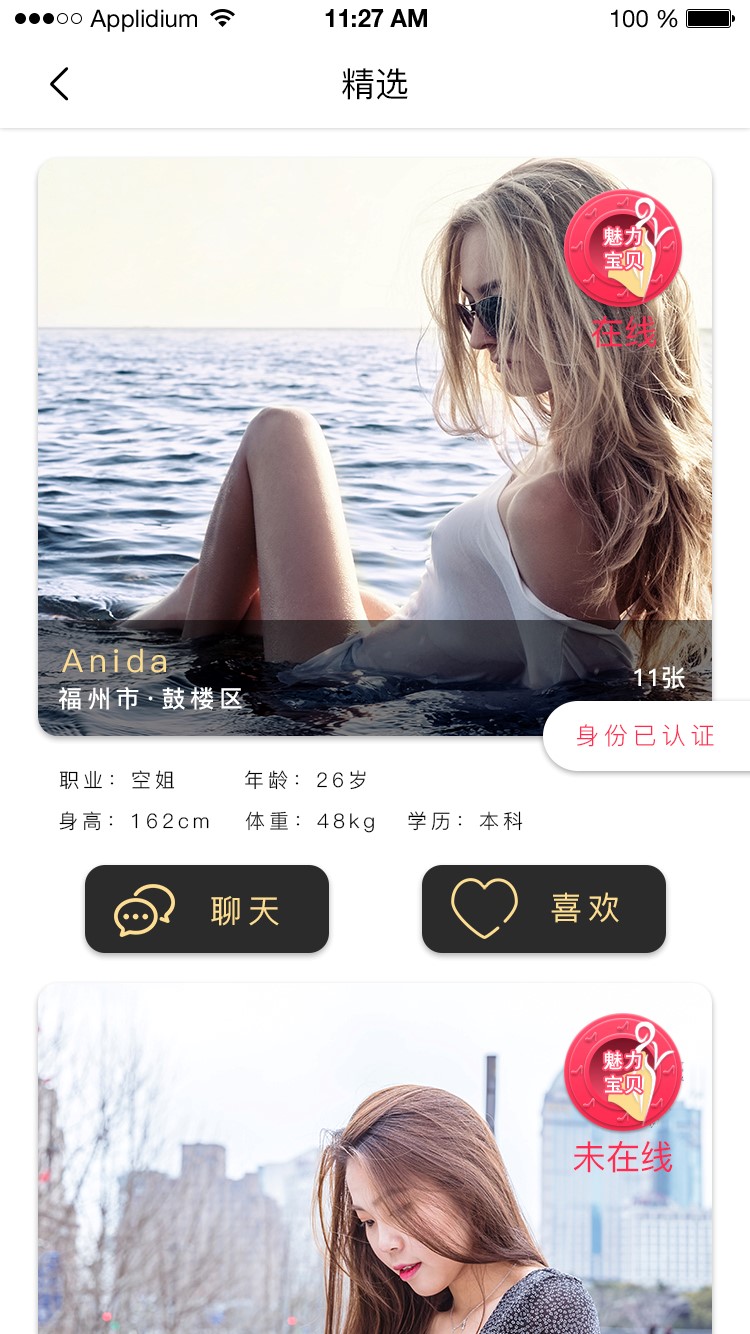 Applidium 11:27 AM 100 %
精选
魅力
宝贝
在线
Anida
福州市·鼓楼区
11张
身份已认证
职业：空姐 年龄：26岁
身高：162cm 体重：48kg 学历：本科
聊天 喜欢
魅力
宝贝
未在线